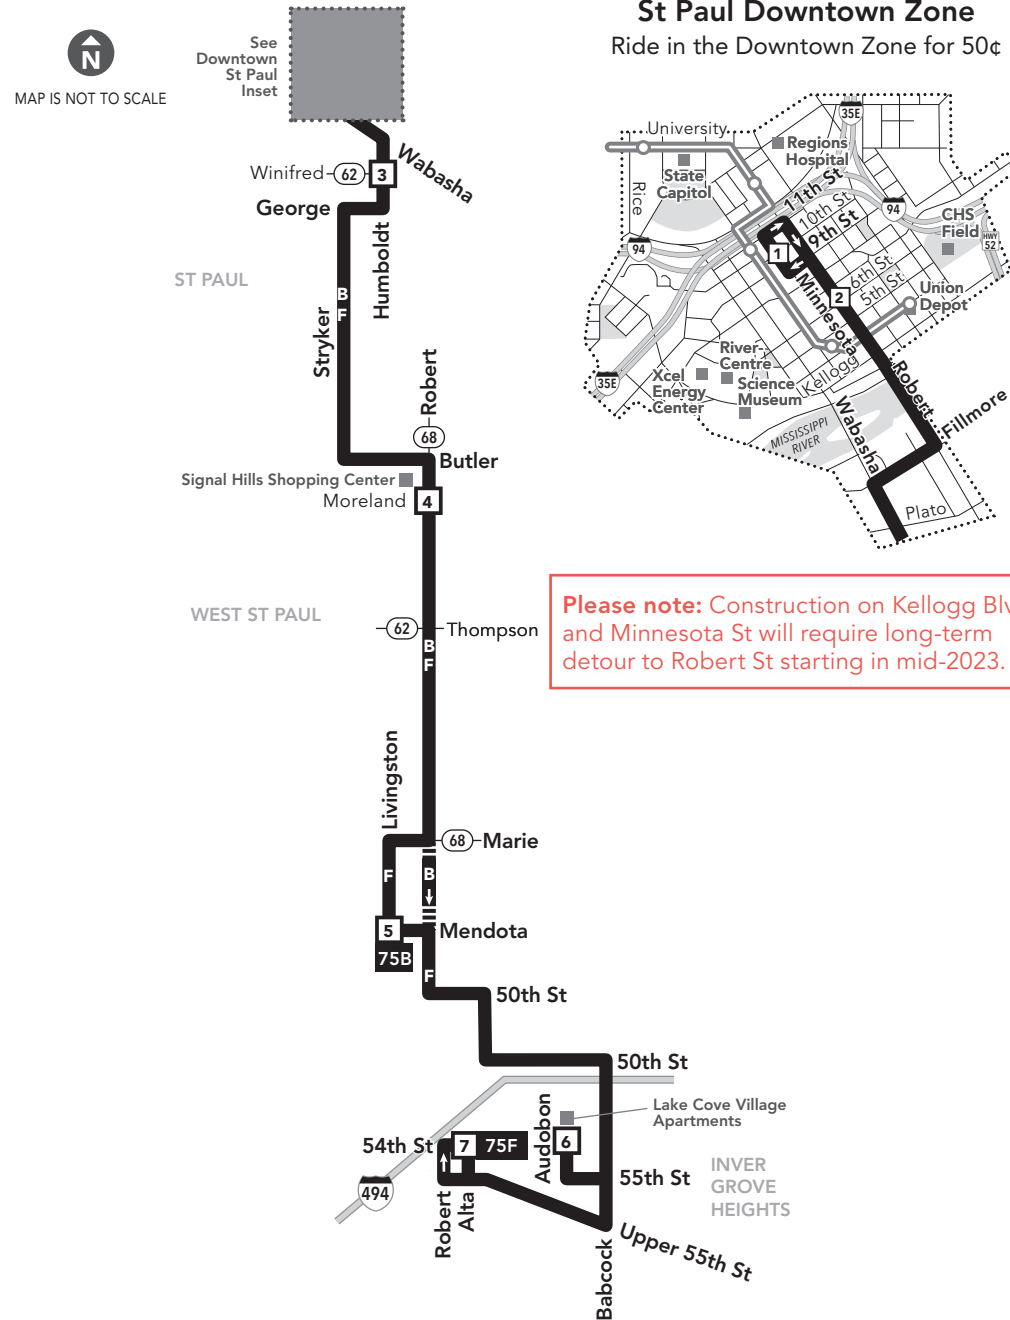 N
MAP IS NOT TO SCALE
See
Downtown
St Paul
Inset
Wabasha
Winifred
62
3
George
Humboldt
ST PAUL
B
F
Stryker
Robert
68
Butler
Signal Hills Shopping Center
Moreland
4
WEST ST PAUL
62
Thompson
B
F
Livingston
68
Marie
F
B
5
Mendota
75B
F
50th St
50th St
Lake Cove Village
Apartments
Audobon
54th St
7
75F
6
55th St
INVER
GROVE
HEIGHTS
494
Robert
Alta
Upper 55th St
Babcock
St Paul Downtown Zone
Ride in the Downtown Zone for 50¢
35E
University
Regions
Hospital
State
Capitol
Rice
11th St
10th St
9th St
94
CHS
Field
HWY
52
94
1
Minnesota
2
6th St
5th St
Union
Depot
River-
Centre
Kellogg
35E
Xcel
Energy
Center
Science
Museum
Robert
Wabasha
Fillmore
MISSISSIPPI
RIVER
Plato
Please note: Construction on Kellogg Blv
and Minnesota St will require long-term
detour to Robert St starting in mid-2023.